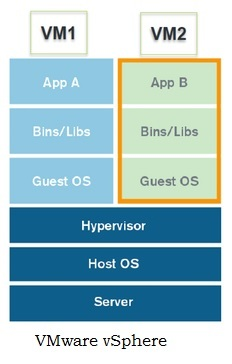 VM1 VM2
App A App B
Bins/Libs Bins/Libs
Guest OS Guest OS
Hypervisor
Host OS
Server
VMware vSphere